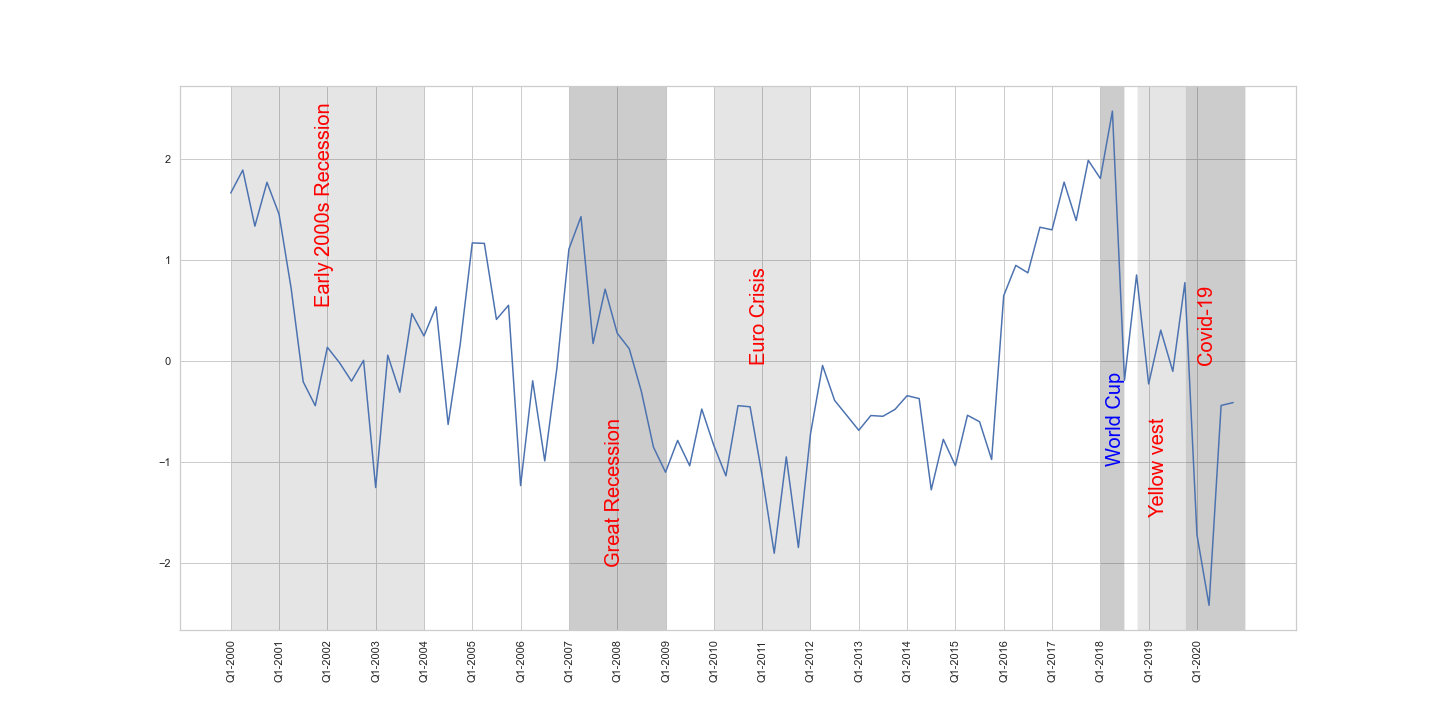 2
1
0
−1
−2
Early 2000s Recession
Great Recession
Euro Crisis
World Cup
Yellow vest
Covid-19
Q1-2000
Q1-2001
Q1-2002
Q1-2003
Q1-2004
Q1-2005
Q1-2006
Q1-2007
Q1-2008
Q1-2009
Q1-2010
Q1-2011
Q1-2012
Q1-2013
Q1-2014
Q1-2015
Q1-2016
Q1-2017
Q1-2018
Q1-2019
Q1-2020